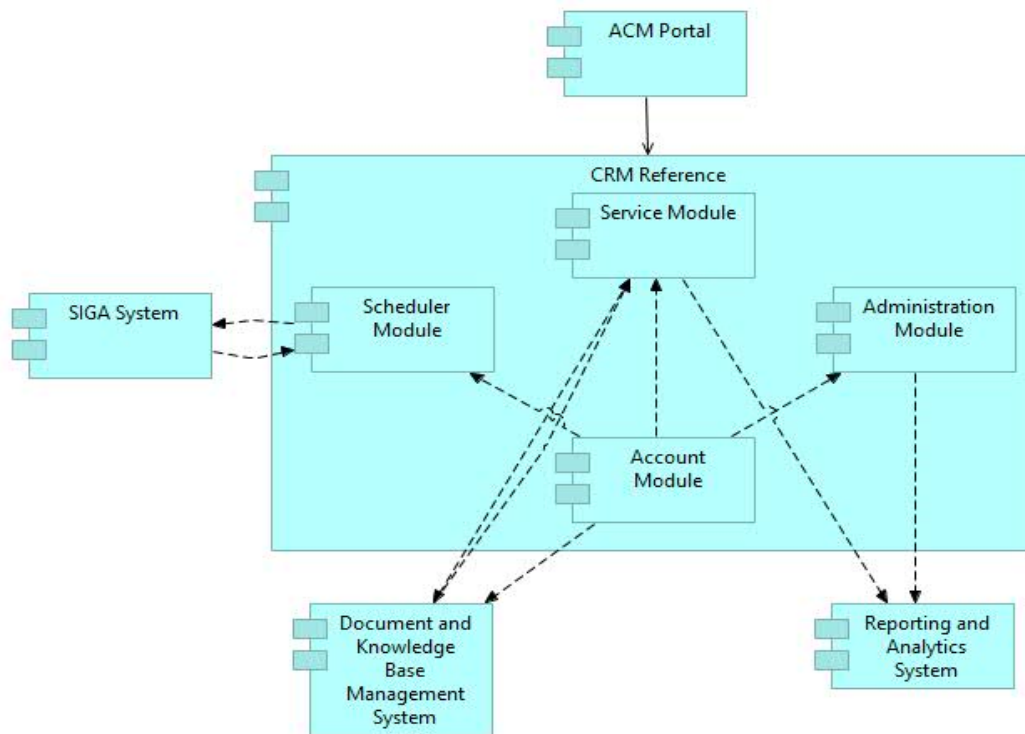 ACM Portal
CRM Reference
Service Module
SIGA System
Scheduler
Module
Administration
Module
Account
Module
Document and
Knowledge
Base
Management
System
Reporting and
Analytics
System